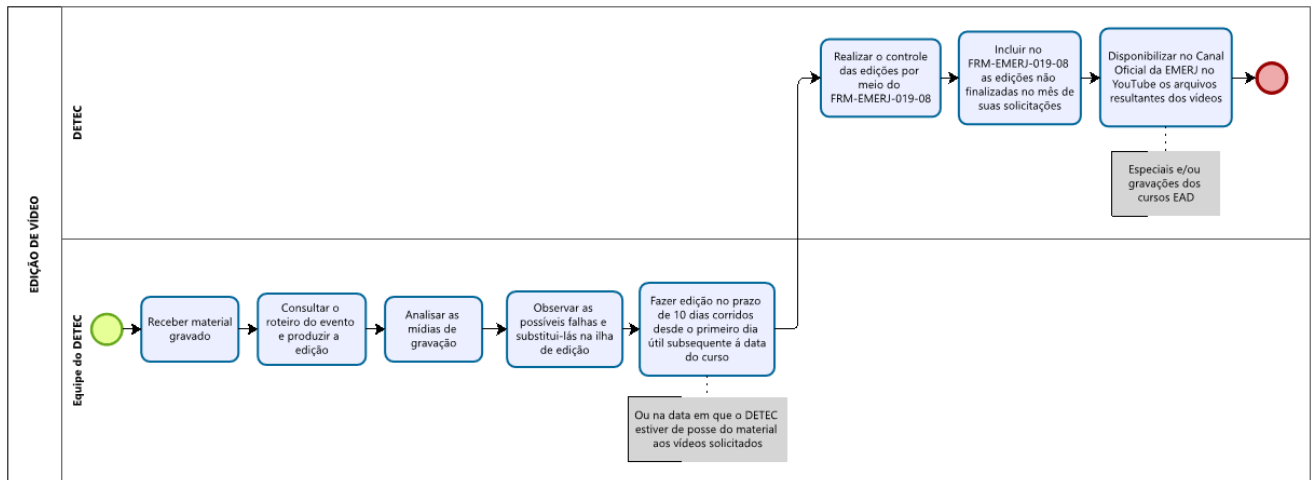 EDIÇÃO DE VÍDEO
DETEC
Realizar o controle
das edições por
meio do
FRM-EMERJ-019-08
Incluir no
FRM-EMERJ-019-08
as edições não
finalizadas no mês de
suas solicitações
Disponibilizar no Canal
Oficial da EMERJ no
YouTube os arquivos
resultantes dos vídeos
Especiais e/ou
gravações dos
cursos EAD
Equipe do DETEC
Receber material
gravado
Consultar o
roteiro do evento
e produzir a
edição
Analisar as
mídias de
gravação
Observar as
possíveis falhas e
substitui-lás na ilha
de edição
Fazer edição no prazo
de 10 dias corridos
desde o primeiro dia
útil subsequente á data
do curso
Ou na data em que o DETEC
estiver de posse do material
aos vídeos solicitados